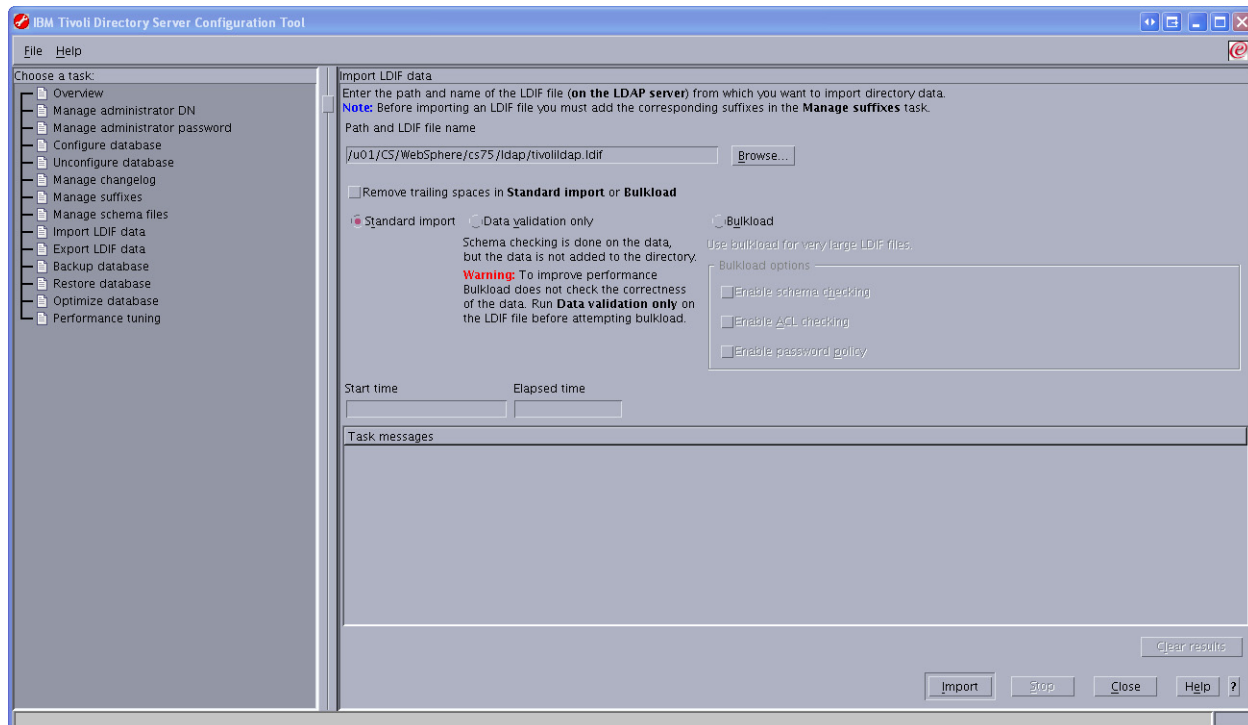 IBM Tivoli Directory Server Configuration Tool
File Help
Choose a task:
Overview
Manage administrator DN
Manage administrator password
Configure database
Unconfigure database
Manage changelog
Manage suffixes
Manage schema files
Import LDIF data
Export LDIF data
Backup database
Restore database
Optimize database
Performance tuning
Import LDIF data
Enter the path and name of the LDIF file (on the LDAP server) from which you want to import directory data.
Note: Before importing an LDIF file you must add the corresponding suffixes in the Manage suffixes task.
Path and LDIF file name
/u01/CS/WebSphere/cs75/ldap/tivolildap.ldif
Browse...
Remove trailing spaces in Standard import or Bulkload
Standard import
Data validation only
Schema checking is done on the data,
but the data is not added to the directory.
Warning: To improve performance
Bulkload does not check the correctness
of the data. Run Data validation only on
the LDIF file before attempting bulkload.
Bulkload
Use bulkload for very large LDIF files.
Bulkload options
Enable schema checking
Enable ACL checking
Enable password policy
Start time
Elapsed time
Task messages
Clear results
Import
Stop
Close
Help
?